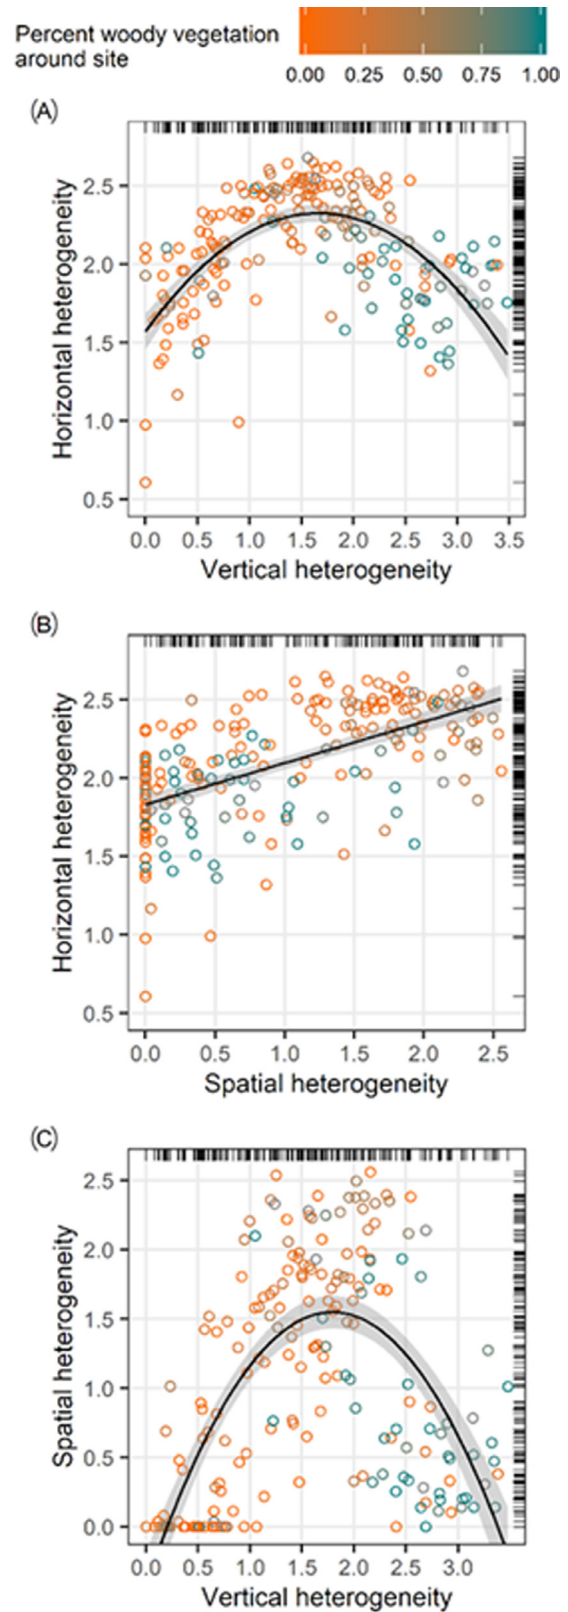 Percent woody vegetation
around site
0.00 0.25 0.50 0.75 1.00
(A)
Horizontal heterogeneity
2.5
2.0
1.5
1.0
0.5
0.0 0.5 1.0 1.5 2.0 2.5 3.0 3.5
Vertical heterogeneity
(B)
Horizontal heterogeneity
2.5
2.0
1.5
1.0
0.5
0.0 0.5 1.0 1.5 2.0 2.5
Spatial heterogeneity
(C)
Spatial heterogeneity
2.5
2.0
1.5
1.0
0.5
0.0
0.0 0.5 1.0 1.5 2.0 2.5 3.0
Vertical heterogeneity